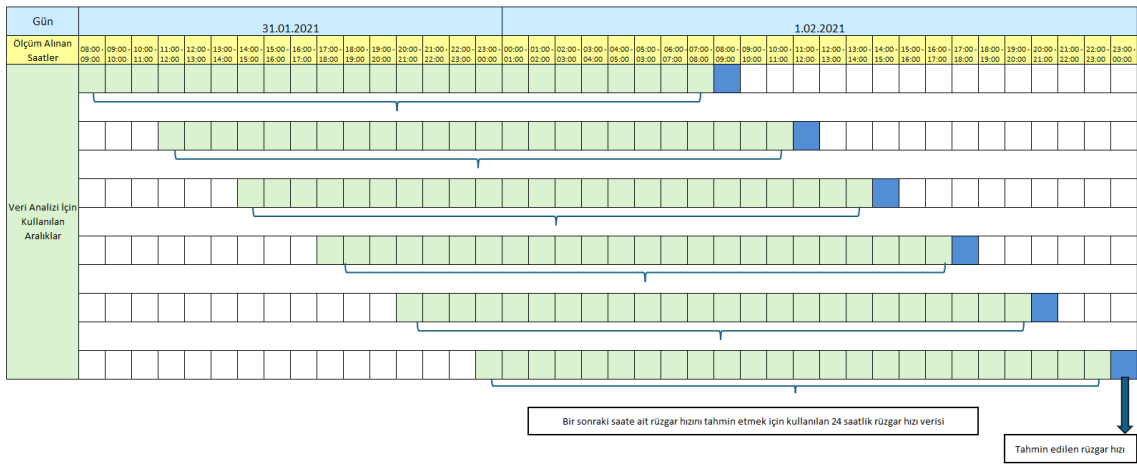 Gün
31.01.2021
1.02.2021
Ölçüm Alınan
Saatler
08:00 - 09:00 - 10:00 - 11:00 - 12:00 - 13:00 - 14:00 - 15:00 - 16:00 - 17:00 - 18:00 - 19:00 - 20:00 - 21:00 - 22:00 - 23:00 - 00:00 - 01:00 - 02:00 - 03:00 - 04:00 - 05:00 - 06:00 - 07:00 - 08:00 - 09:00 - 10:00 - 11:00 - 12:00 - 13:00 - 14:00 - 15:00 - 16:00 - 17:00 - 18:00 - 19:00 - 20:00 - 21:00 - 22:00 - 23:00 -
09:00 10:00 11:00 12:00 13:00 14:00 15:00 16:00 17:00 18:00 19:00 20:00 21:00 22:00 23:00 00:00 01:00 02:00 03:00 04:00 05:00 03:00 07:00 08:00 09:00 10:00 11:00 12:00 13:00 14:00 15:00 16:00 17:00 18:00 19:00 20:00 21:00 22:00 23:00 00:00
Veri Analizi İçin
Kullanılan
Aralıklar
Bir sonraki saate ait rüzgar hızını tahmin etmek için kullanılan 24 saatlik rüzgar hızı verisi
Tahmin edilen rüzgar hızı